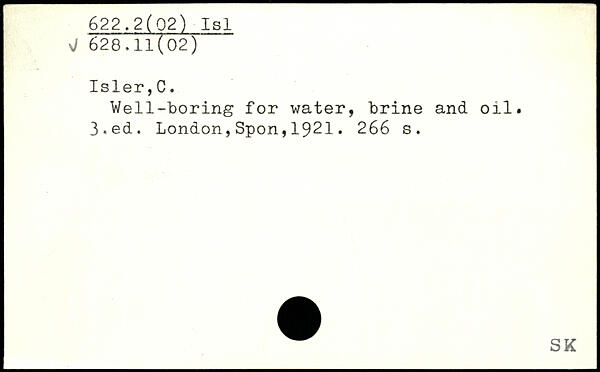 622.2(02) Isl
√ 628.11(02)
Isler,C.
Well-boring for water, brine and oil.
3.ed. London,Spon,1921. 266 s.
SK